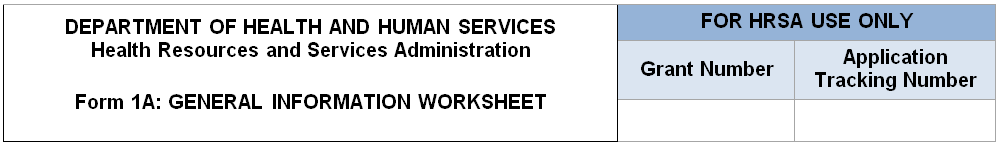 DEPARTMENT OF HEALTH AND HUMAN SERVICES
Health Resources and Services Administration
Form 1A: GENERAL INFORMATION WORKSHEET
FOR HRSA USE ONLY
Grant Number
Application
Tracking Number